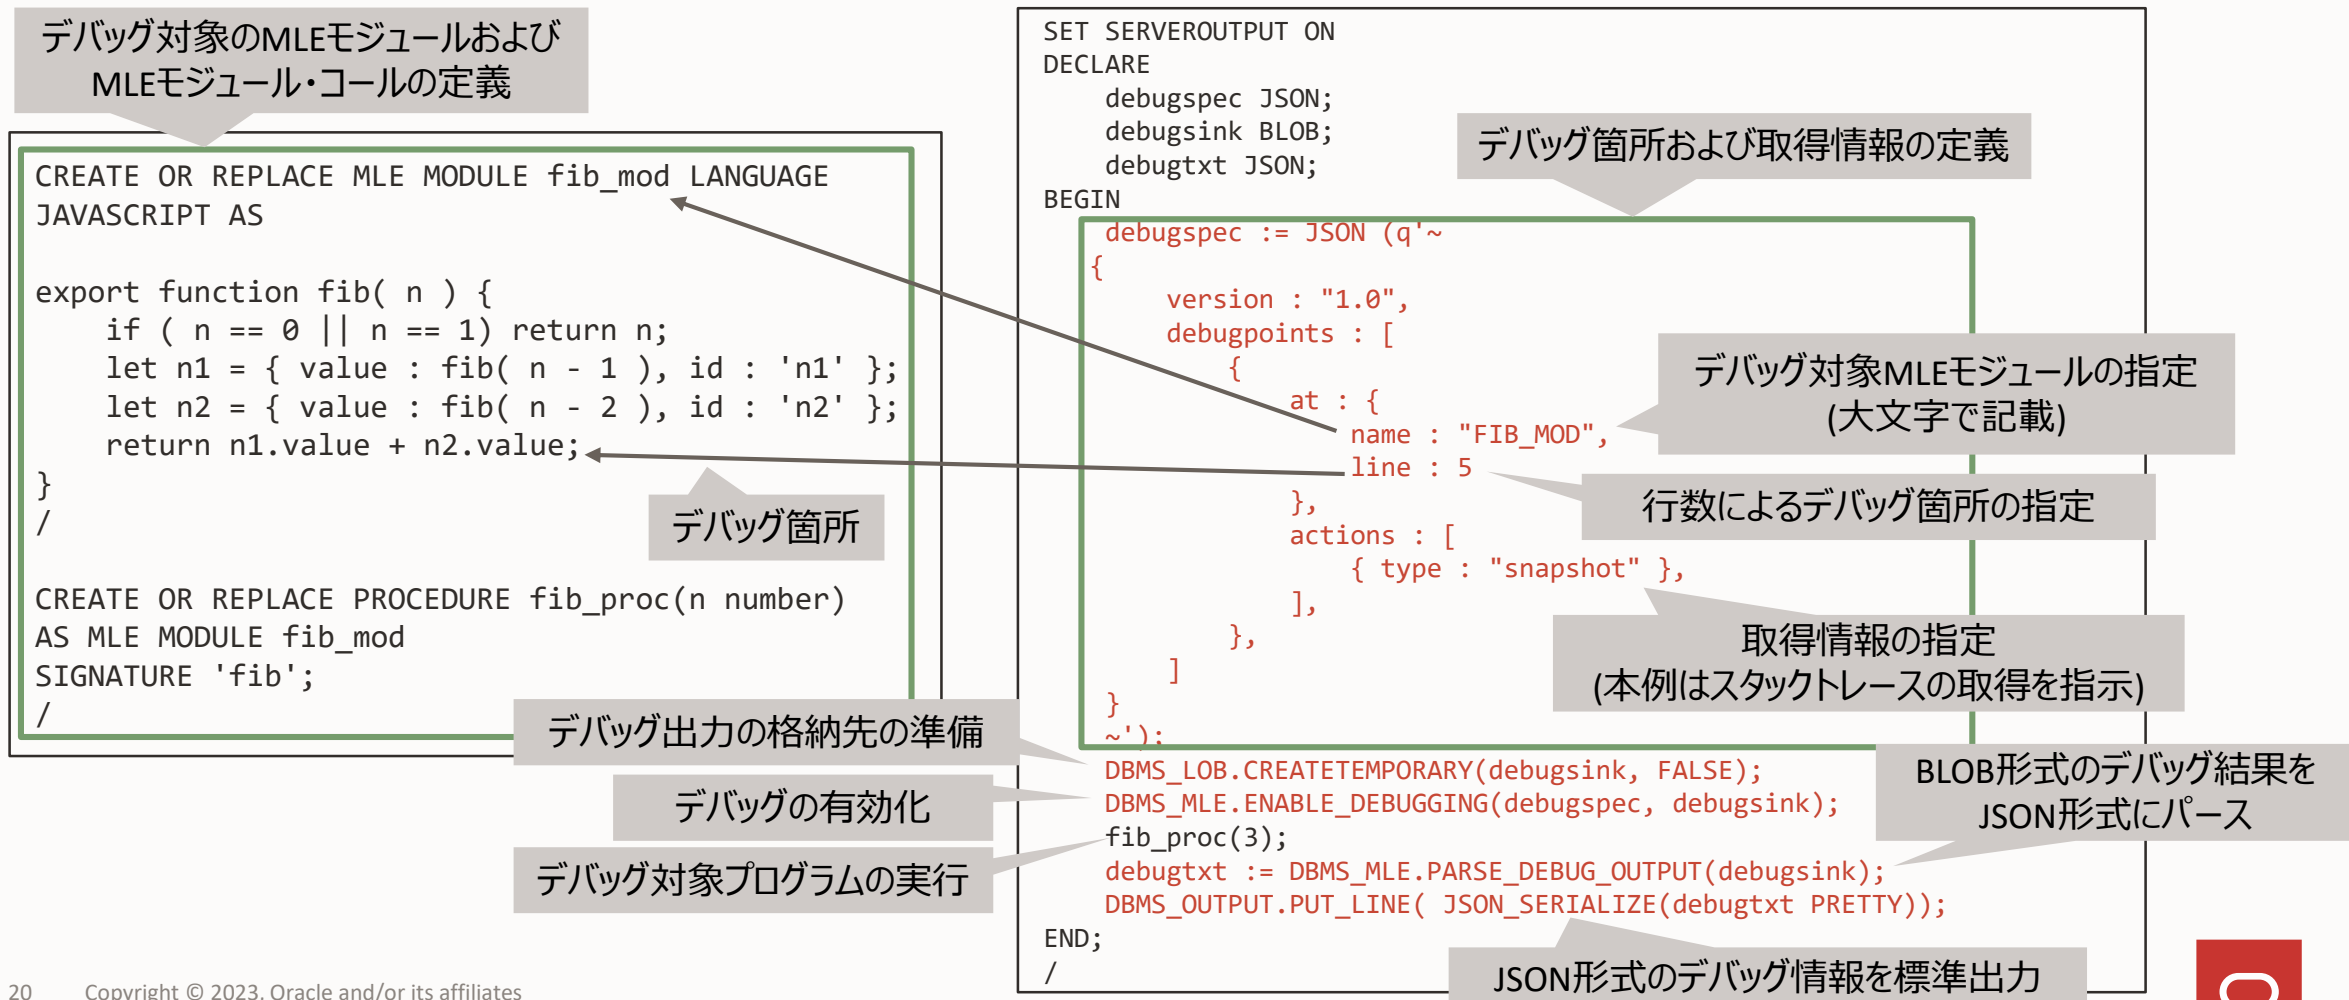 デバッグ対象のMLEモジュールおよび
MLEモジュール・コールの定義
CREATE OR REPLACE MLE MODULE fib_mod LANGUAGE
JAVASCRIPT AS
export function fib( n ) {
if ( n == 0 || n == 1) return n;
let n1 = { value : fib( n - 1 ), id : 'n1' };
let n2 = { value : fib( n - 2 ), id : 'n2' };
return n1.value + n2.value;
}
/
デバッグ箇所
CREATE OR REPLACE PROCEDURE fib_proc(n number)
AS MLE MODULE fib_mod
SIGNATURE 'fib';
/
SET SERVEROUTPUT ON
DECLARE
debugspec JSON;
debugsink BLOB;
debugtxt JSON;
BEGIN
デバッグ箇所および取得情報の定義
debugspec := JSON (q'~
{
version : "1.0",
debugpoints : [
{
at : {
name : "FIB_MOD",
line : 5
},
actions : [
{ type : "snapshot" },
],
},
]
}
~');
デバッグ対象MLEモジュールの指定
(大文字で記載)
行数によるデバッグ箇所の指定
取得情報の指定
(本例はスタックトレースの取得を指示)
デバッグ出力の格納先の準備
デバッグの有効化
デバッグ対象プログラムの実行
DBMS_LOB.CREATETEMPORARY(debugsink, FALSE);
DBMS_MLE.ENABLE_DEBUGGING(debugspec, debugsink);
fib_proc(3);
debugtxt := DBMS_MLE.PARSE_DEBUG_OUTPUT(debugsink);
DBMS_OUTPUT.PUT_LINE( JSON_SERIALIZE(debugtxt PRETTY));
END;
/
BLOB形式のデバッグ結果を
JSON形式にパース
JSON形式のデバッグ情報を標準出力
20 Copyright © 2023, Oracle and/or its affiliates